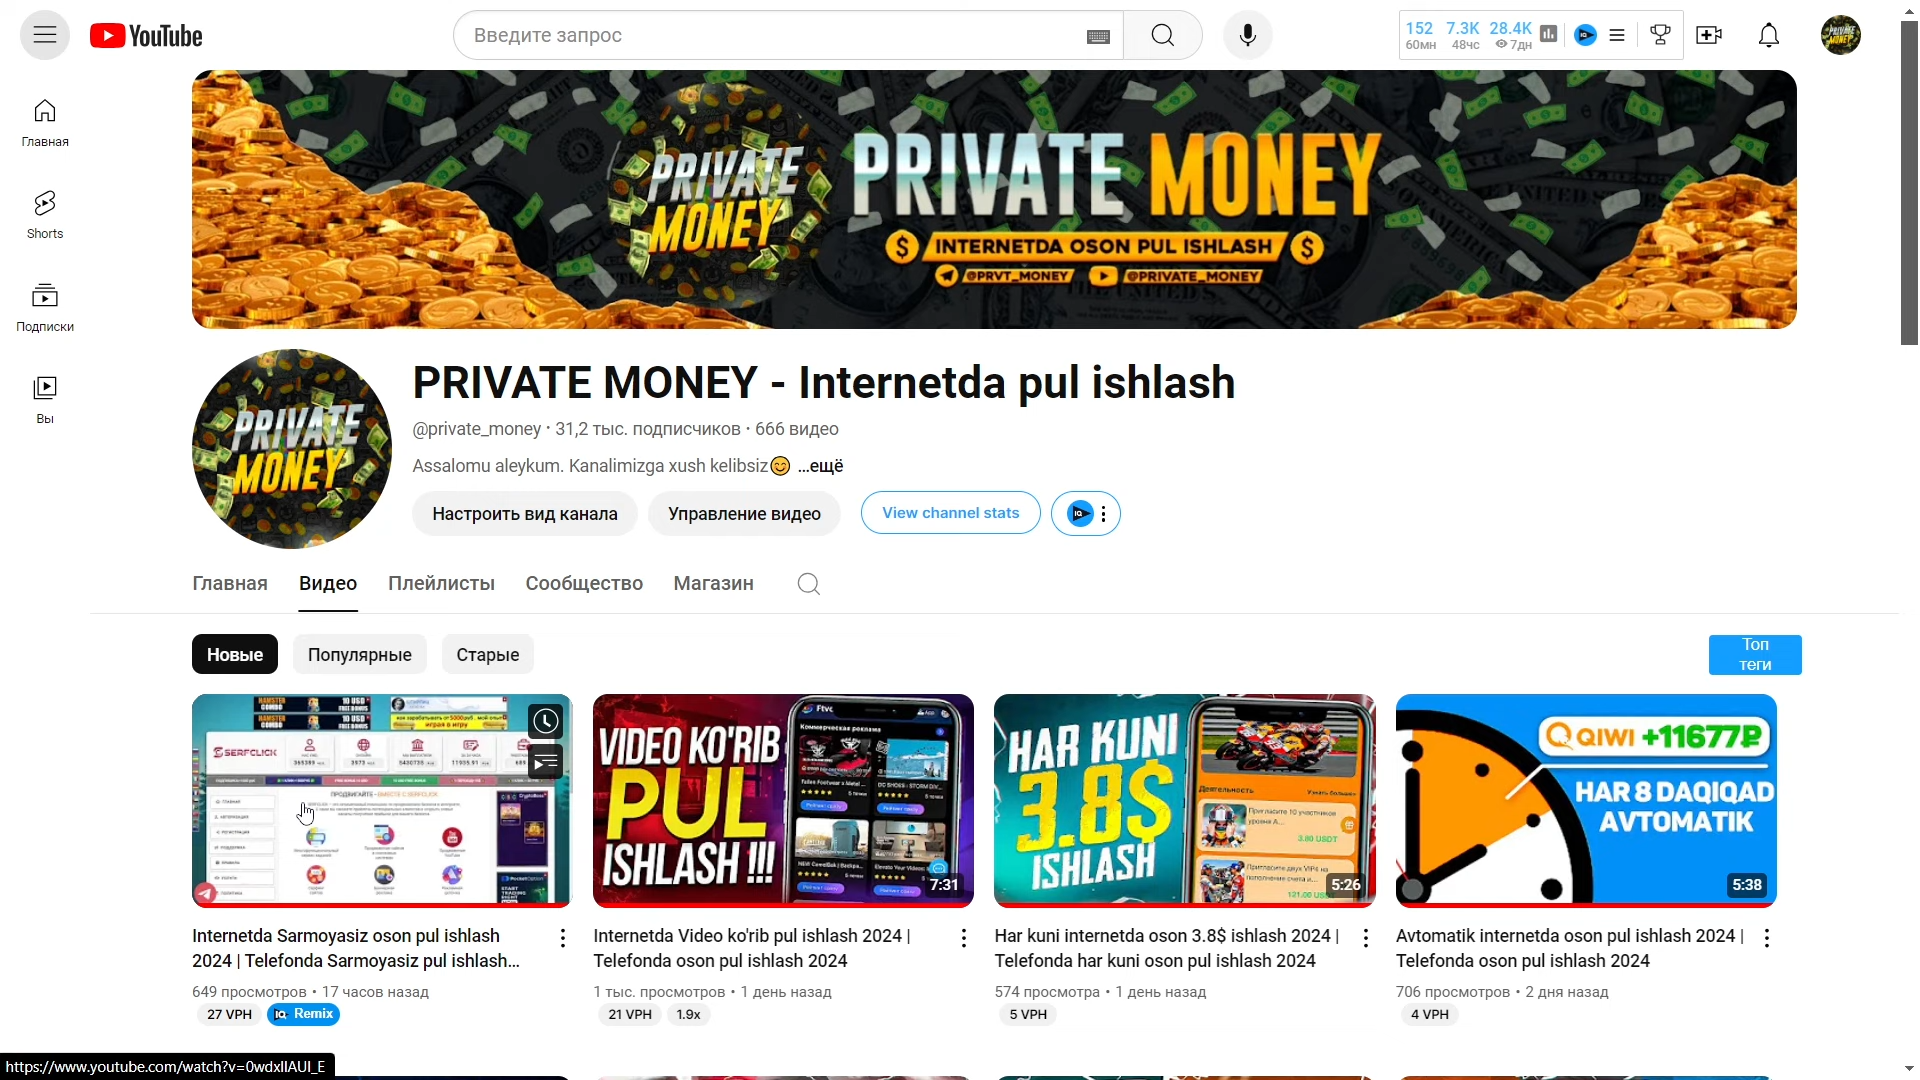 YouTube
Введите запрос
152 7.3K 28.4K
60мн 48чс 7дн
Главная
Shorts
Подписки
Вы
PRIVATE MONEY
PRIVATE MONEY
INTERNETDA OSON PUL ISHLASH
@PRVT_MONEY @PRIVATE_MONEY
PRIVATE MONEY
PRIVATE MONEY - Internetda pul ishlash
@private_money • 31,2 тыс. подписчиков • 666 видео
Assalomu aleykum. Kanalimizga xush kelibsiz😊 ...ещё
Настроить вид канала Управление видео View channel stats
Главная Видео Плейлисты Сообщество Магазин
Новые Популярные Старые
Топ теги
SERFCLICK
VIDEO KO'RIB
PUL
ISHLASH !!!
7:31
HAR KUNI
3.8$
ISHLASH
5:26
QIWI +11677₽
HAR 8 DAQIQAD
AVTOMATIK
5:38
Internetda Sarmoyasiz oson pul ishlash
2024 | Telefonda Sarmoyasiz pul ishlash...
649 просмотров • 17 часов назад
27 VPH Remix
Internetda Video ko'rib pul ishlash 2024 |
Telefonda oson pul ishlash 2024
1 тыс. просмотров • 1 день назад
21 VPH 1.9x
Har kuni internetda oson 3.8$ ishlash 2024 |
Telefonda har kuni oson pul ishlash 2024
574 просмотра • 1 день назад
5 VPH
Avtomatik internetda oson pul ishlash 2024 |
Telefonda oson pul ishlash 2024
706 просмотров • 2 дня назад
4 VPH
https://www.youtube.com/watch?v=0wdxIIAUI_E